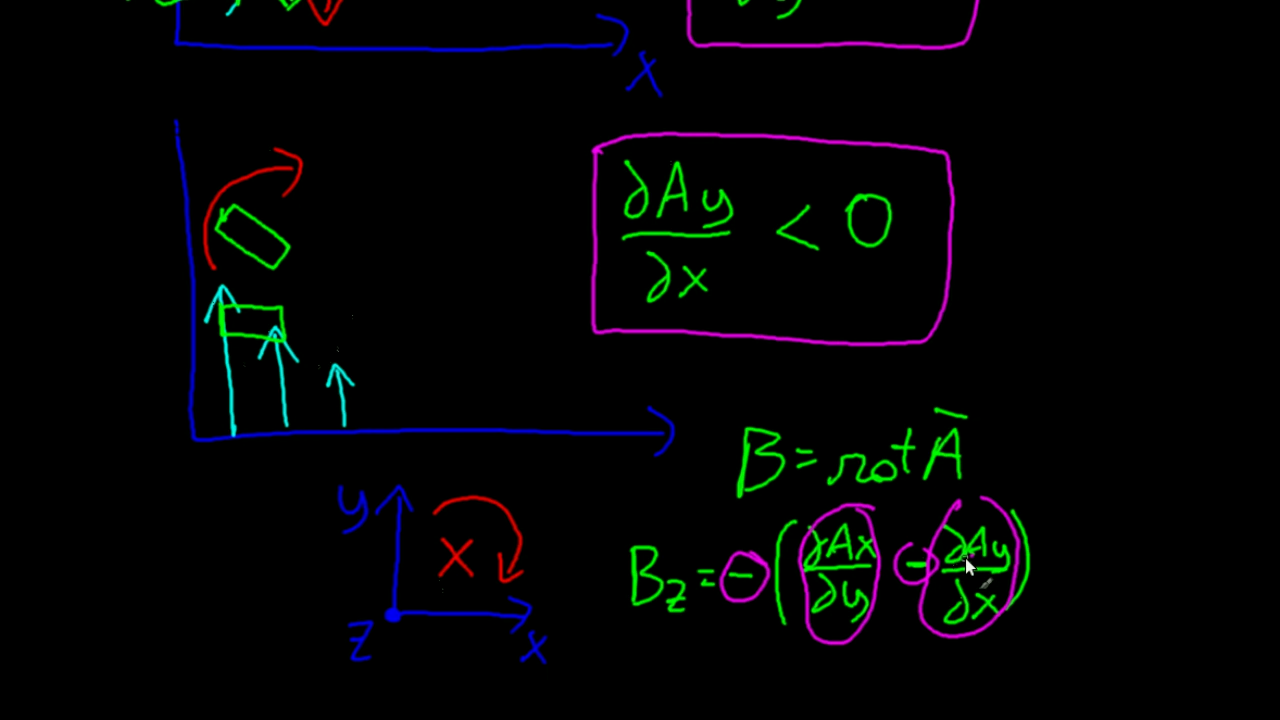 x
∂Ay/∂x < 0
B = rot Ā
y
X
Bz = -(∂Ax/∂y - ∂Ay/∂x)
z
x